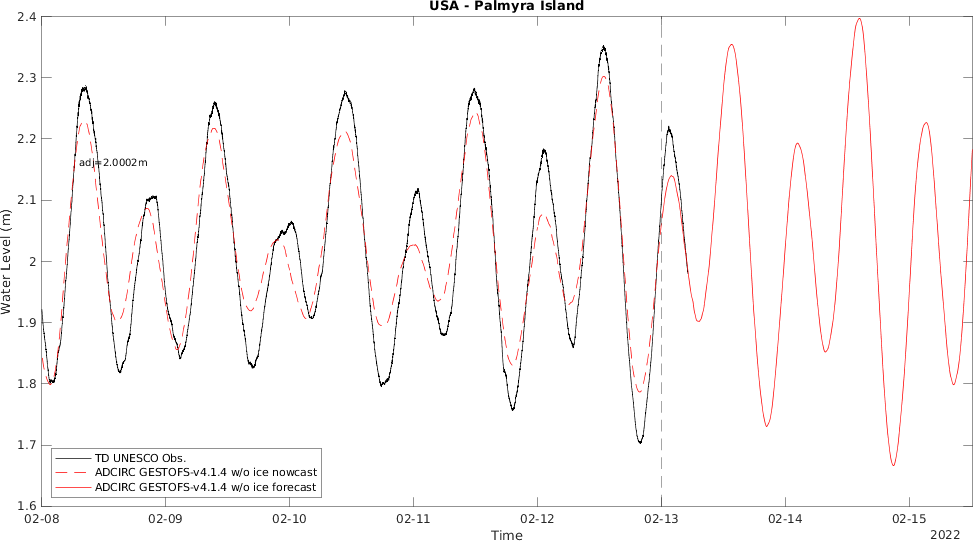 USA - Palmyra Island
2.4
2.3
2.2
2.1
2
1.9
1.8
1.7
1.6
Water Level (m)
adj=2.0002m
TD UNESCO Obs.
ADCIRC GESTOFS-v4.1.4 w/o ice nowcast
ADCIRC GESTOFS-v4.1.4 w/o ice forecast
02-08 02-09 02-10 02-11 02-12 02-13 02-14 02-15
Time
2022